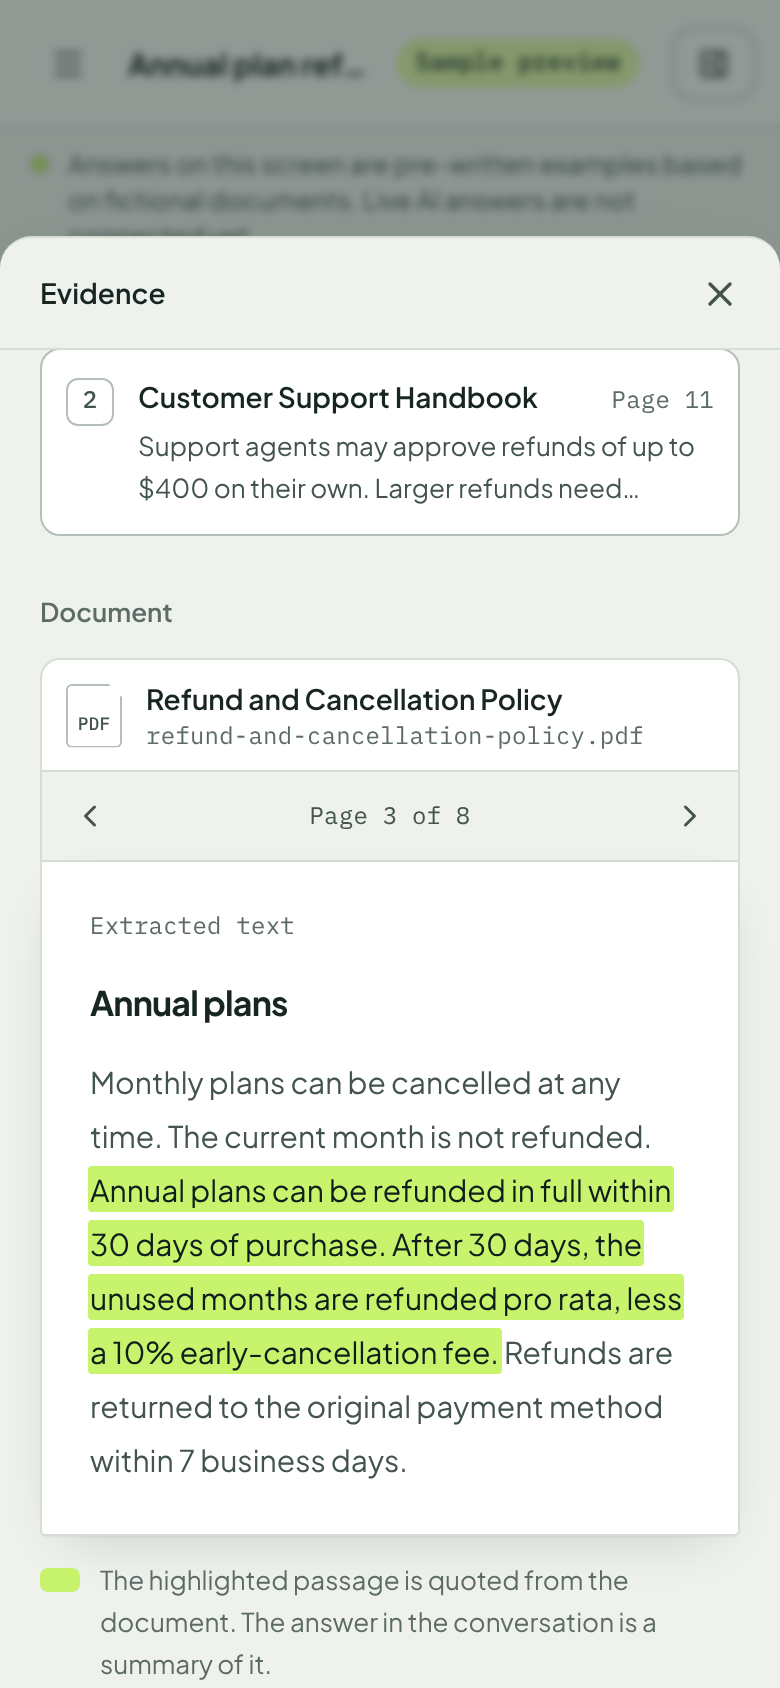 Annual plan ref…
Sample preview
Answers on this screen are pre-written examples based
on fictional documents. Live AI answers are not
connected yet
Evidence
2
Customer Support Handbook
Page 11
Support agents may approve refunds of up to
$400 on their own. Larger refunds need…
Document
PDF
Refund and Cancellation Policy
refund-and-cancellation-policy.pdf
Page 3 of 8
Extracted text
Annual plans
Monthly plans can be cancelled at any
time. The current month is not refunded.
Annual plans can be refunded in full within
30 days of purchase. After 30 days, the
unused months are refunded pro rata, less
a 10% early-cancellation fee. Refunds are
returned to the original payment method
within 7 business days.
The highlighted passage is quoted from the
document. The answer in the conversation is a
summary of it.